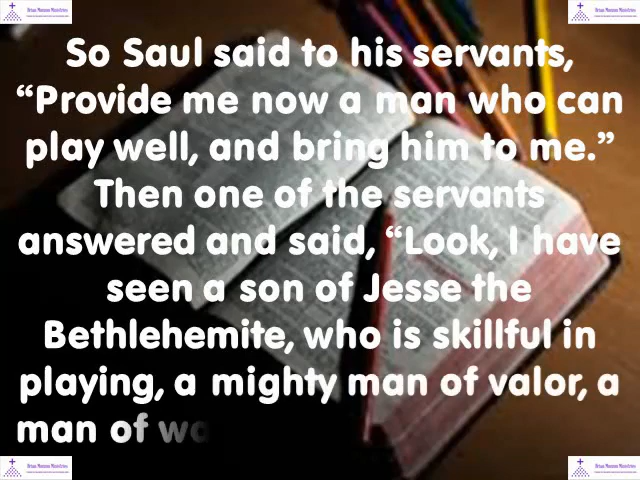 So Saul said to his servants,
“Provide me now a man who can
play well, and bring him to me.”
Then one of the servants
answered and said, “Look, I have
seen a son of Jesse the
Bethlehemite, who is skillful in
playing, a mighty man of valor, a
man of